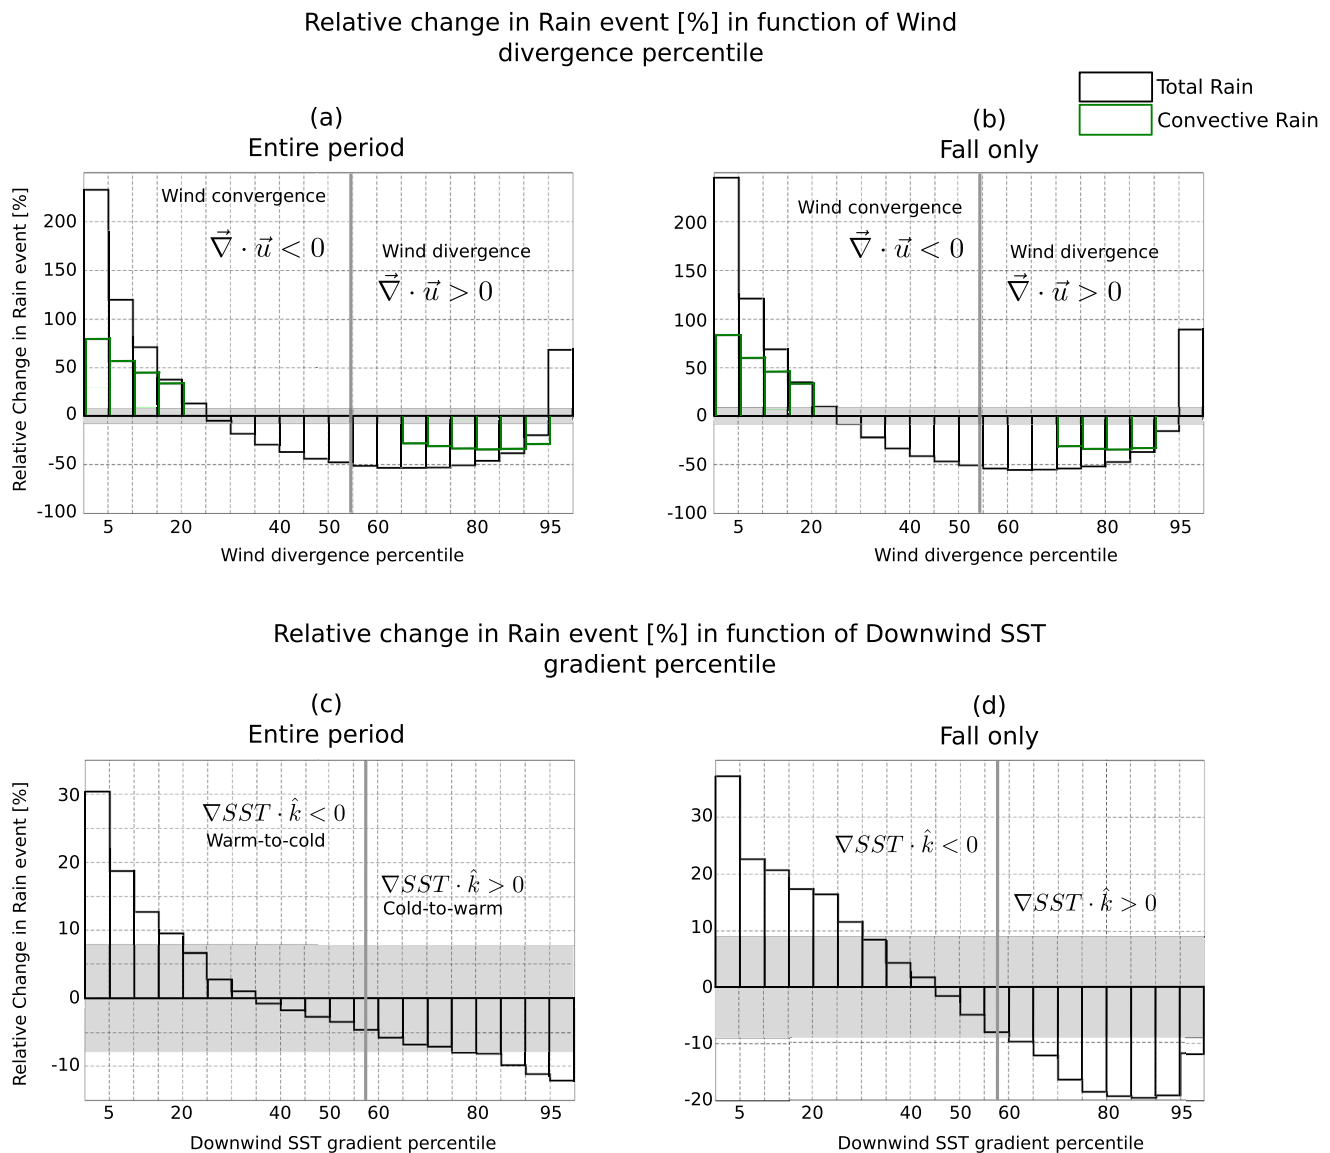 Relative change in Rain event [%] in function of Wind
divergence percentile
Total Rain
Convective Rain
(a)
Entire period
Relative Change in Rain event [%]
200
150
100
50
0
-50
-100
Wind convergence
∇⃗ · u⃗ < 0
Wind divergence
∇⃗ · u⃗ > 0
5 20 40 50 60 80 95
Wind divergence percentile
(b)
Fall only
200
150
100
50
0
-50
-100
Wind convergence
∇⃗ · u⃗ < 0
Wind divergence
∇⃗ · u⃗ > 0
5 20 40 50 60 80 95
Wind divergence percentile
Relative change in Rain event [%] in function of Downwind SST
gradient percentile
(c)
Entire period
Relative Change in Rain event [%]
30
20
10
0
-10
∇SST · k̂ < 0
Warm-to-cold
∇SST · k̂ > 0
Cold-to-warm
5 20 40 50 60 80 95
Downwind SST gradient percentile
(d)
Fall only
30
20
10
0
-10
-20
∇SST · k̂ < 0
∇SST · k̂ > 0
5 20 40 50 60 80 95
Downwind SST gradient percentile